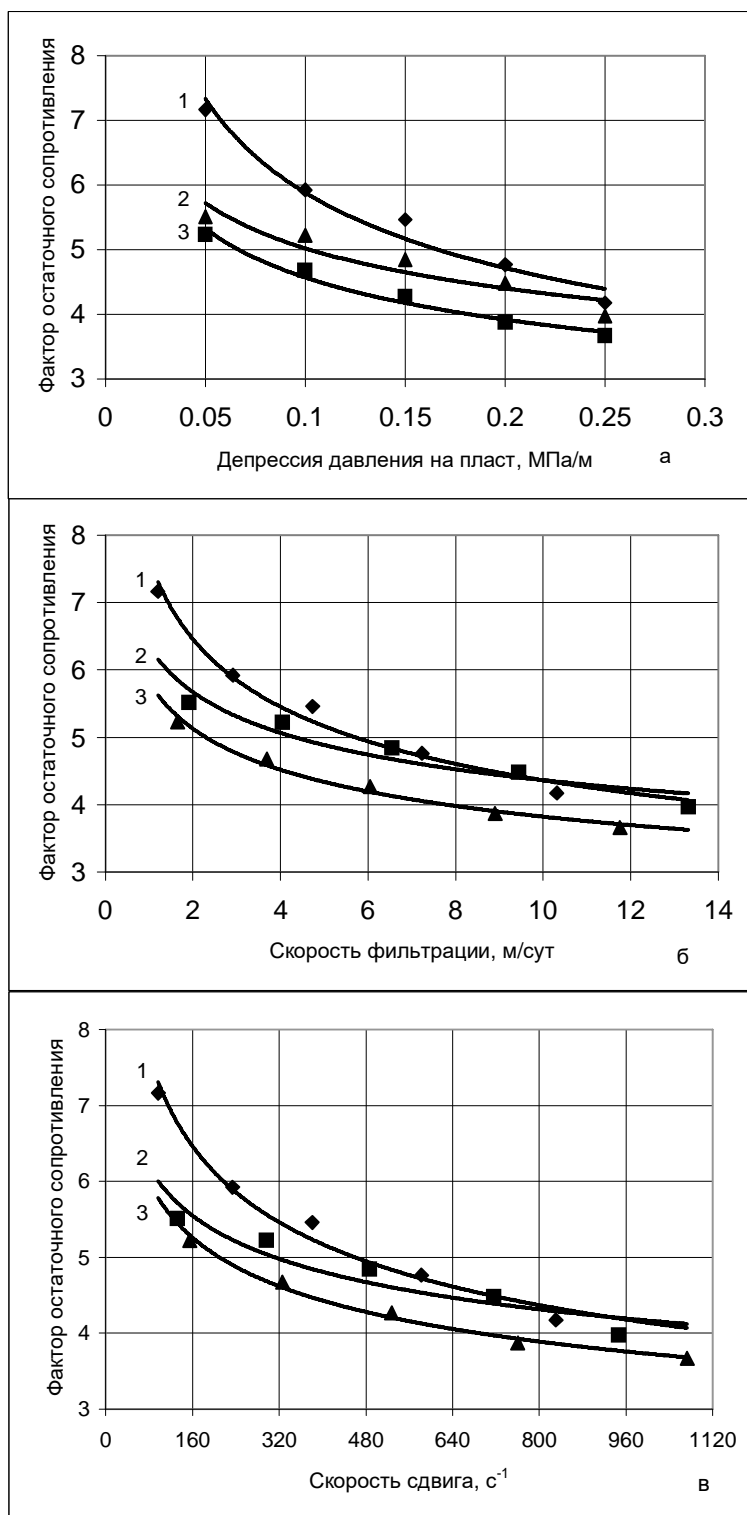 Фактор остаточного сопротивления
8
7
6
5
4
3
1
2
3
0 0.05 0.1 0.15 0.2 0.25 0.3
Депрессия давления на пласт, МПа/м
а
Фактор остаточного сопротивления
8
7
6
5
4
3
1
2
3
0 2 4 6 8 10 12 14
Скорость фильтрации, м/сут
б
Фактор остаточного сопротивления
8
7
6
5
4
3
1
2
3
0 160 320 480 640 800 960 1120
Скорость сдвига, с-1
в